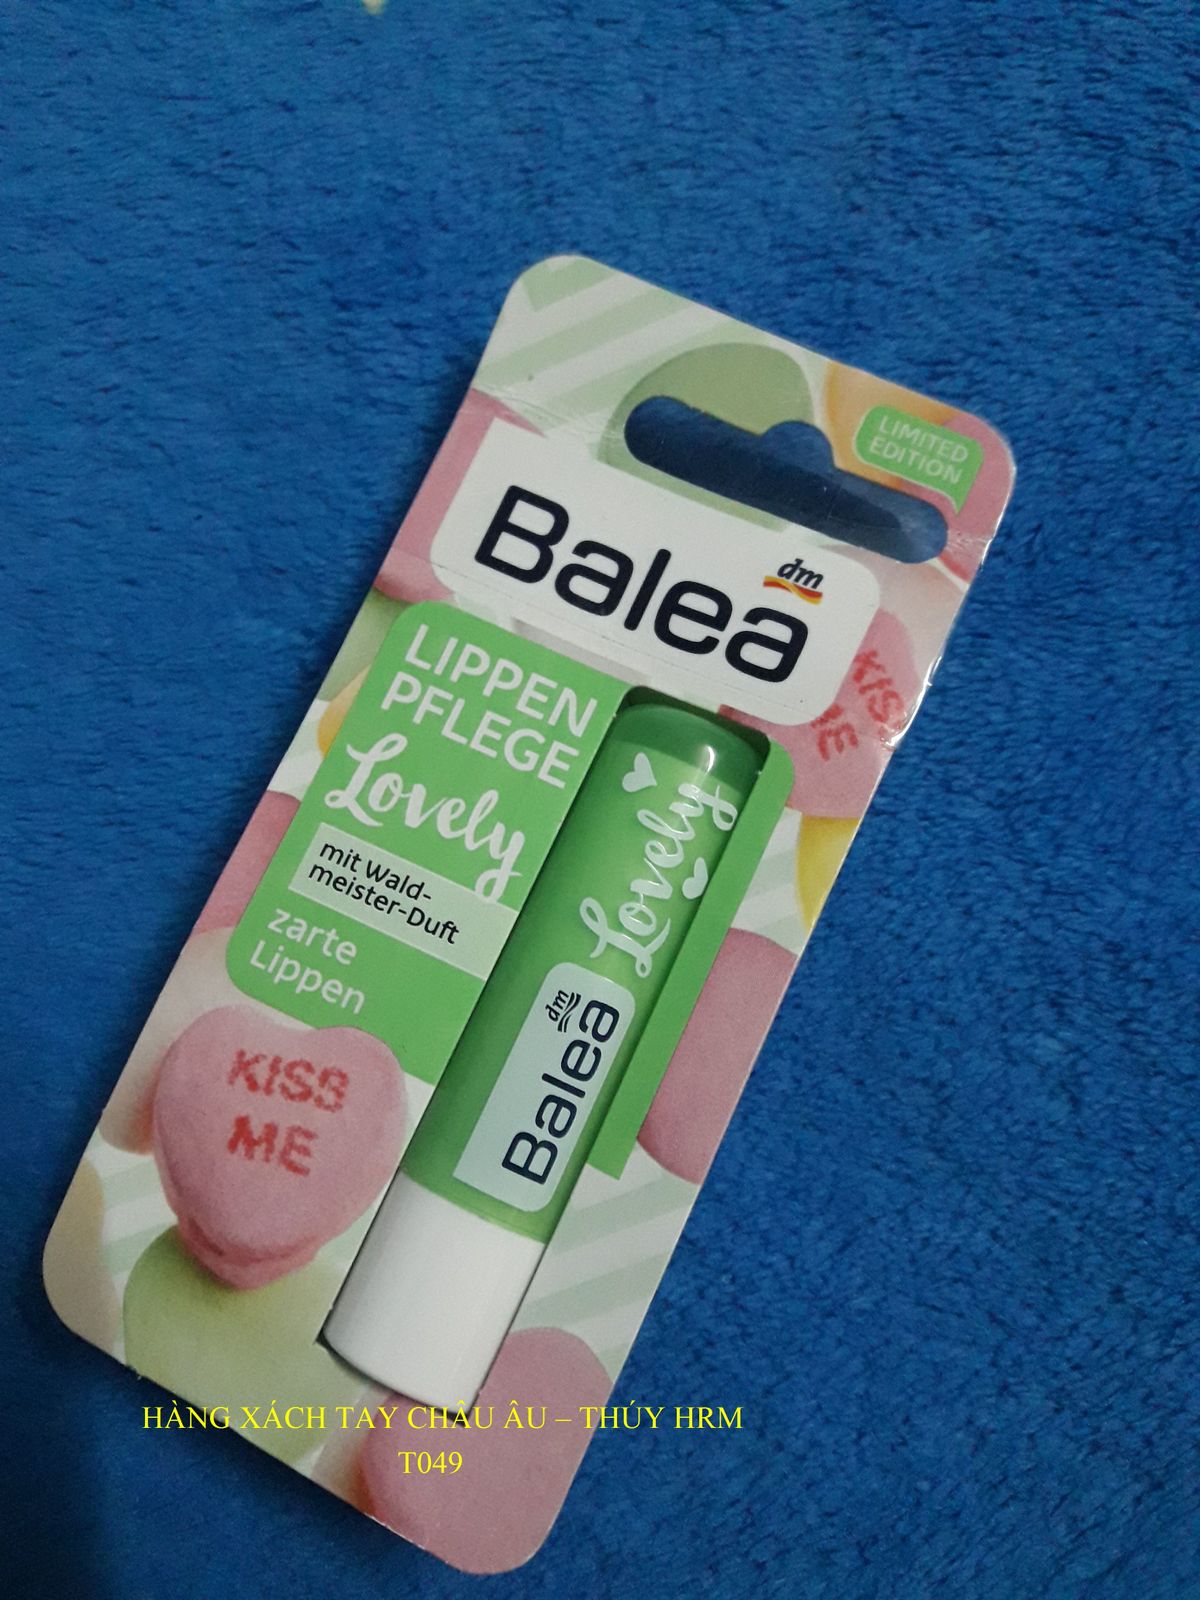 LIMITED
EDITION
Balea
dm
LIPPEN
PFLEGE
Lovely
mit Wald-
meister-Duft
zarte
Lippen
KISS
ME
Lovely
dm
Balea
KISS
ME
HÀNG XÁCH TAY CHÂU ÂU – THÚY HRM
T049